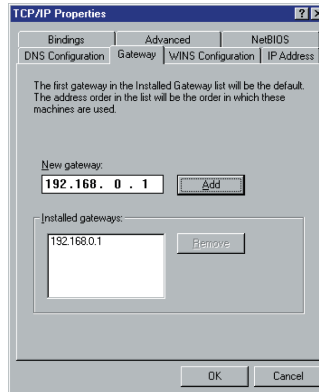 TCP/IP Properties
Bindings Advanced NetBIOS
DNS Configuration Gateway WINS Configuration IP Address
The first gateway in the Installed Gateway list will be the default.
The address order in the list will be the order in which these
machines are used.
New gateway:
192.168. 0 . 1 Add
Installed gateways:
192.168.0.1 Remove
OK Cancel